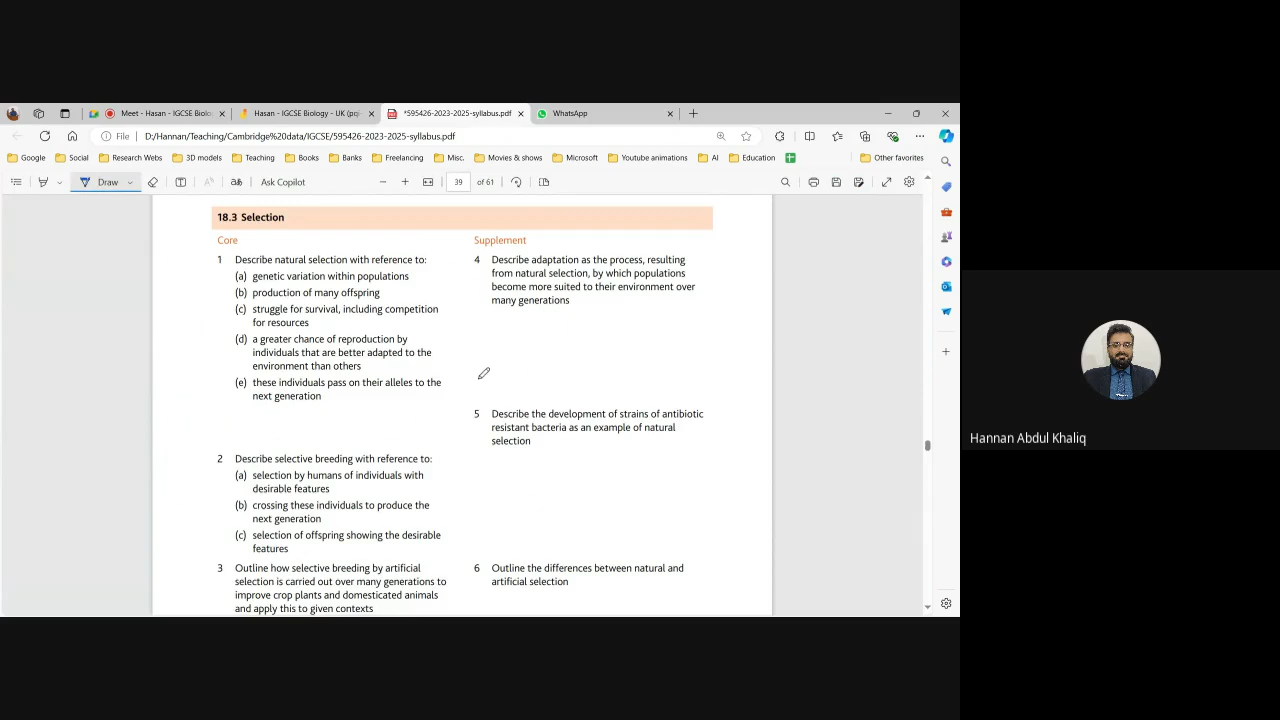 Meet - Hasan - IGCSE Biolo
Hasan - IGCSE Biology - UK (pq
*595426-2023-2025-syllabus.pdf
WhatsApp
File
D:/Hannan/Teaching/Cambridge%20data/IGCSE/595426-2023-2025-syllabus.pdf
Google
Social
Research Webs
3D models
Teaching
Books
Banks
Freelancing
Misc.
Movies & shows
Microsoft
Youtube animations
AI
Education
Other favorites
Draw
Ask Copilot
39
of 61
18.3 Selection
Core
1 Describe natural selection with reference to:
(a) genetic variation within populations
(b) production of many offspring
(c) struggle for survival, including competition
for resources
(d) a greater chance of reproduction by
individuals that are better adapted to the
environment than others
(e) these individuals pass on their alleles to the
next generation
2 Describe selective breeding with reference to:
(a) selection by humans of individuals with
desirable features
(b) crossing these individuals to produce the
next generation
(c) selection of offspring showing the desirable
features
3 Outline how selective breeding by artificial
selection is carried out over many generations to
improve crop plants and domesticated animals
and apply this to given contexts
Supplement
4 Describe adaptation as the process, resulting
from natural selection, by which populations
become more suited to their environment over
many generations
5 Describe the development of strains of antibiotic
resistant bacteria as an example of natural
selection
6 Outline the differences between natural and
artificial selection
Hannan Abdul Khaliq